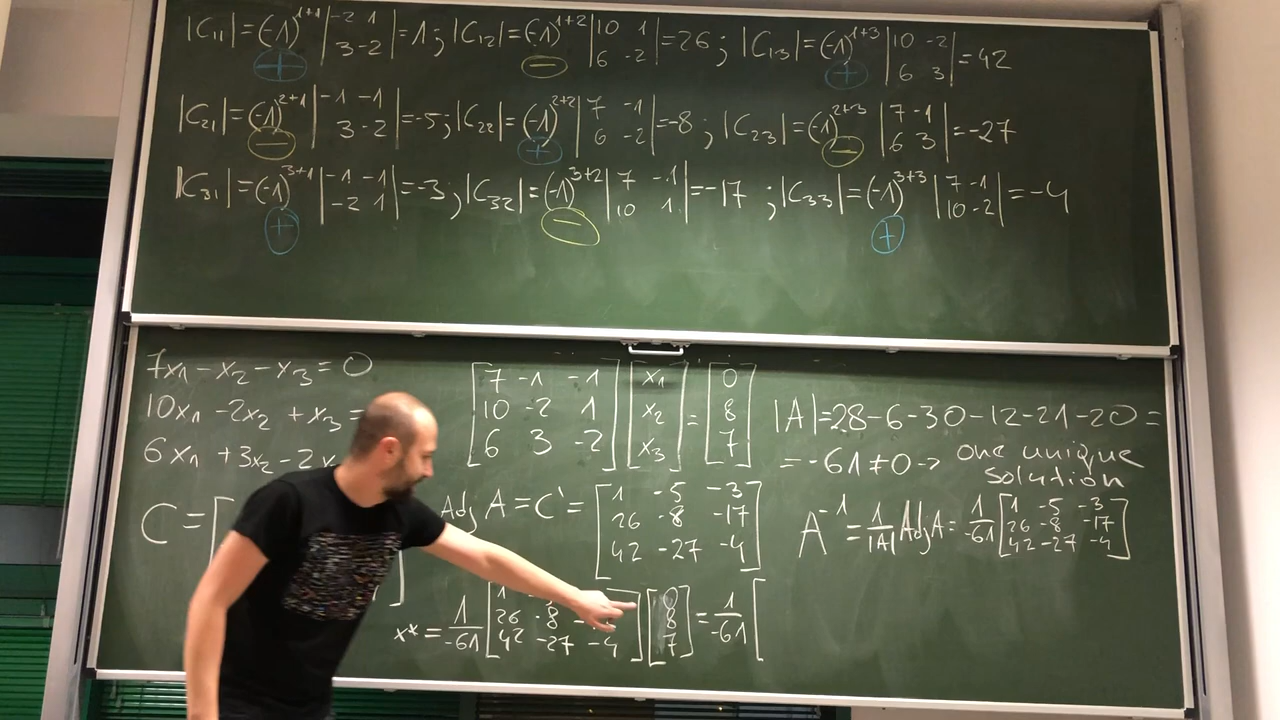 |C₁₁|=(-1)¹⁺¹ |-2 1; 3 -2|=1; |C₁₂|=(-1)¹⁺² |10 1; 6 -2|=26; |C₁₃|=(-1)¹⁺³ |10 -2; 6 3|=42
+ − +
|C₂₁|=(-1)²⁺¹ |-1 -1; 3 -2|=-5; |C₂₂|=(-1)²⁺² |7 -1; 6 -2|=-8; |C₂₃|=(-1)²⁺³ |7 -1; 6 3|=-27
− + −
|C₃₁|=(-1)³⁺¹ |-1 -1; -2 1|=-3; |C₃₂|=(-1)³⁺² |7 -1; 10 1|=-17; |C₃₃|=(-1)³⁺³ |7 -1; 10 -2|=-4
+ − +
7x₁-x₂-x₃=0
10x₁-2x₂+x₃=
6x₁+3x₂-2x
[7 -1 -1; 10 -2 1; 6 3 -2] [x₁; x₂; x₃] = [0; 8; 7]
|A|=28-6-30-12-21-20=
=-61≠0→ one unique
solution
C=[
Adj A=C'=[1 -5 -3; 26 -8 -17; 42 -27 -4]
A⁻¹=1/|A| AdjA=1/-61 [1 -5 -3; 26 -8 -17; 42 -27 -4]
x*=1/-61 [1; 26 -8; 42 -27 -4] [0; 8; 7]=1/-61 [